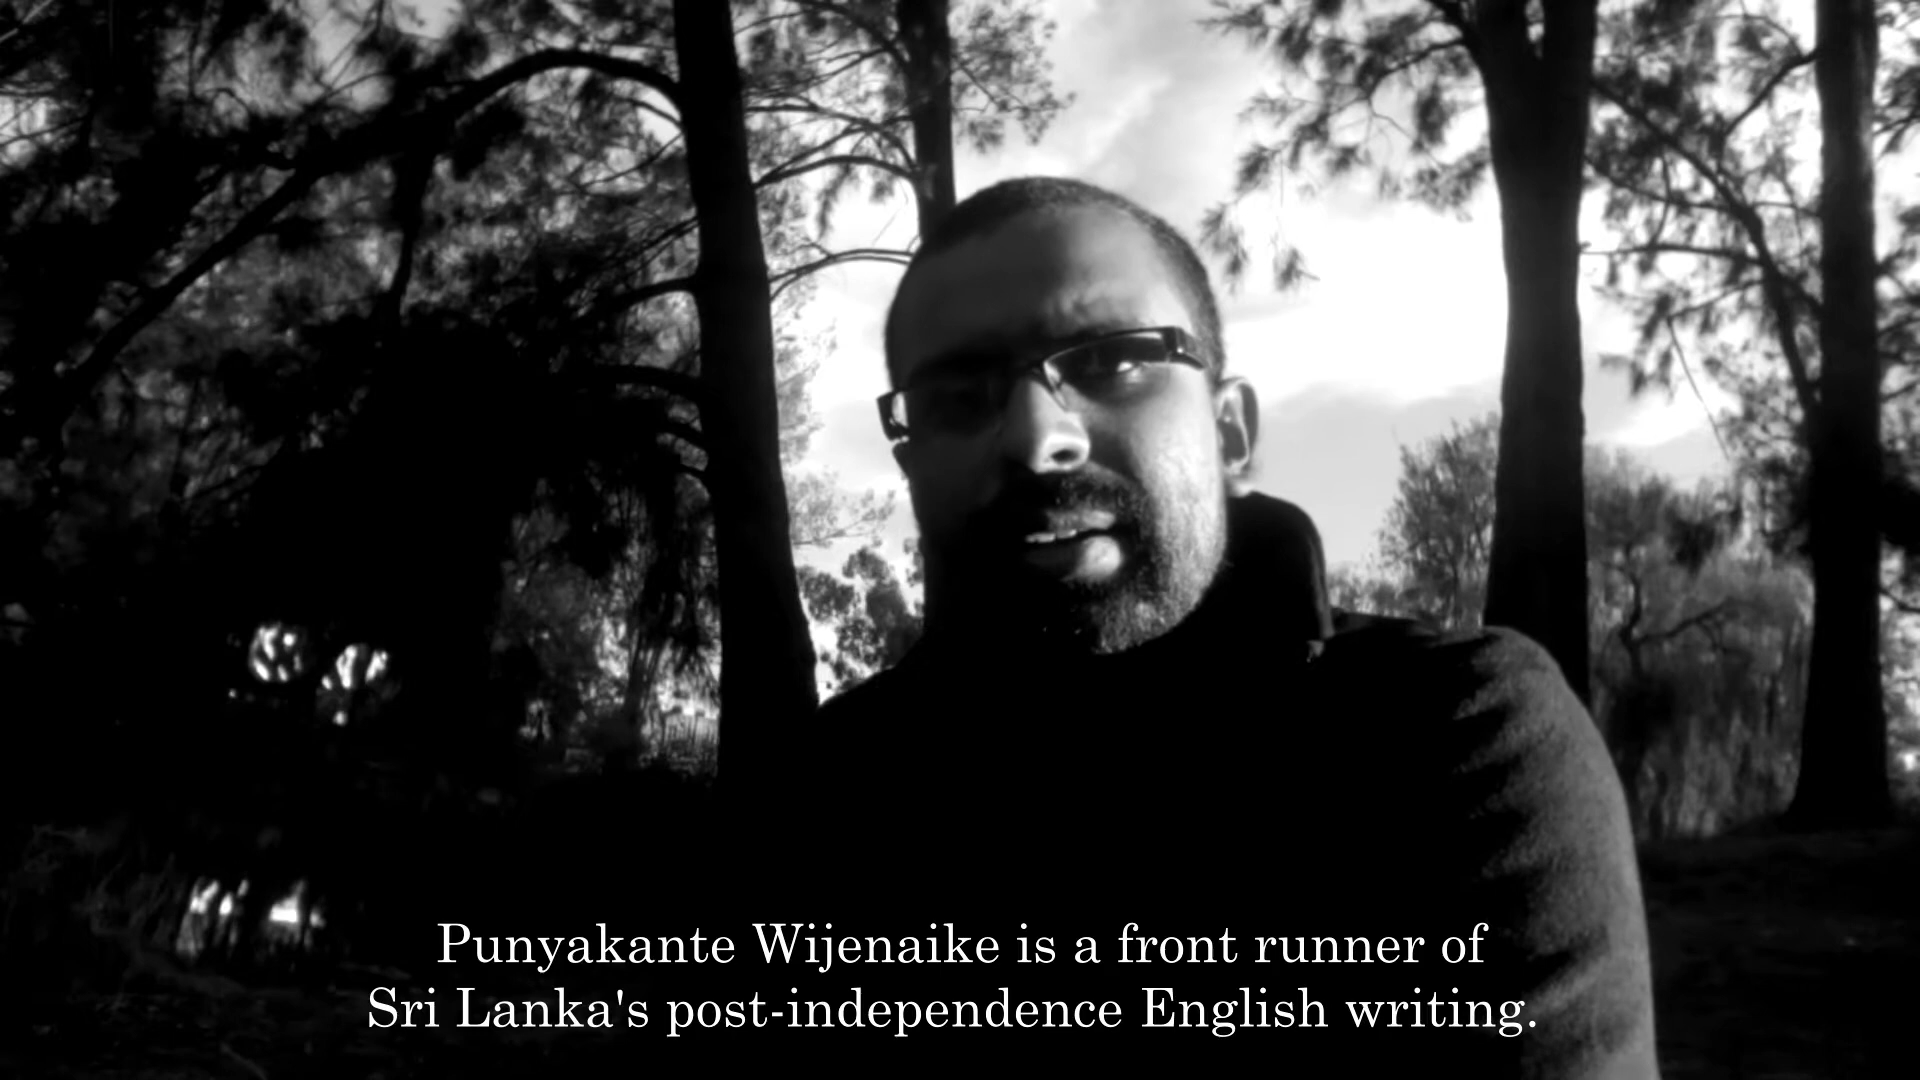 Punyakante Wijenaike is a front runner of
Sri Lanka's post-independence English writing.